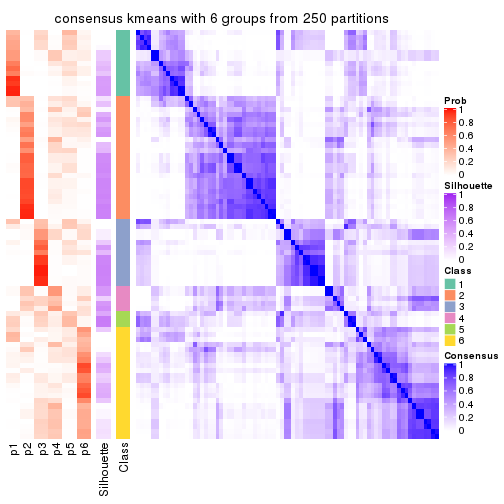 consensus kmeans with 6 groups from 250 partitions
Prob
1
0.8
0.6
0.4
0.2
0
Silhouette
1
0.8
0.6
0.4
0.2
0
Class
1
2
3
4
5
6
Consensus
1
0.8
0.6
0.4
0.2
0
p1
p2
p3
p4
p5
p6
Silhouette
Class